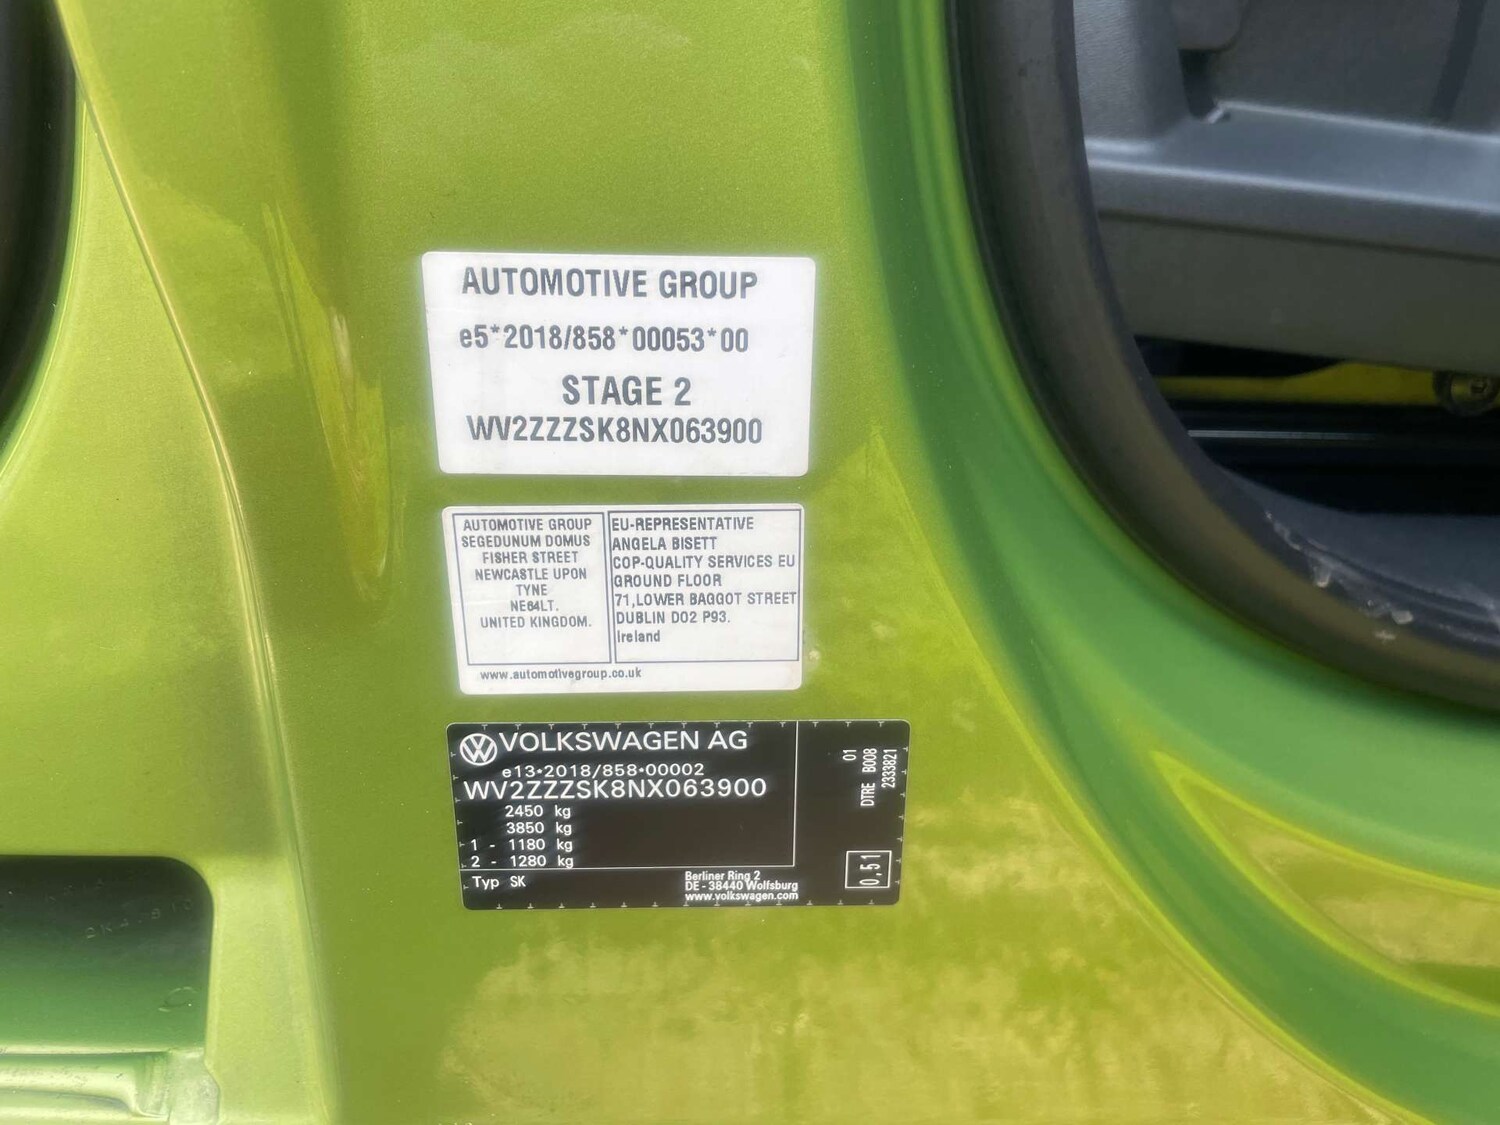 AUTOMOTIVE GROUP
e5*2018/858*00053*00
STAGE 2
WV2ZZZSK8NX063900
AUTOMOTIVE GROUP
SEGEDUNUM DOMUS
FISHER STREET
NEWCASTLE UPON
TYNE
NE64LT.
UNITED KINGDOM.
EU-REPRESENTATIVE
ANGELA BISETT
COP-QUALITY SERVICES EU
GROUND FLOOR
71,LOWER BAGGOT STREET
DUBLIN DO2 P93.
Ireland
www.automotivegroup.co.uk
VW VOLKSWAGEN AG
e13*2018/858*00002
WV2ZZZSK8NX063900
2450 kg
3850 kg
1 - 1180 kg
2 - 1280 kg
Typ SK
Berliner Ring 2
DE - 38440 Wolfsburg
www.volkswagen.com
01
DTRE B008
2333821
0,51